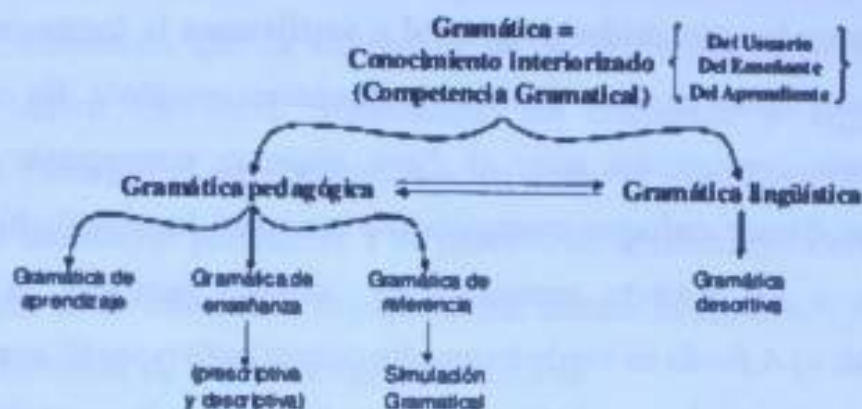 Gramática =
Conocimiento Interiorizado
(Competencia Gramatical)
Del Usuario
Del Enseñante
Del Aprendiente
Gramática pedagógica
Gramática lingüística
Gramática de
aprendizaje
Gramática de
enseñanza
Gramática de
referencia
Gramática
descritiva
(prescriptiva
y descriptiva)
Simulación
Gramatical